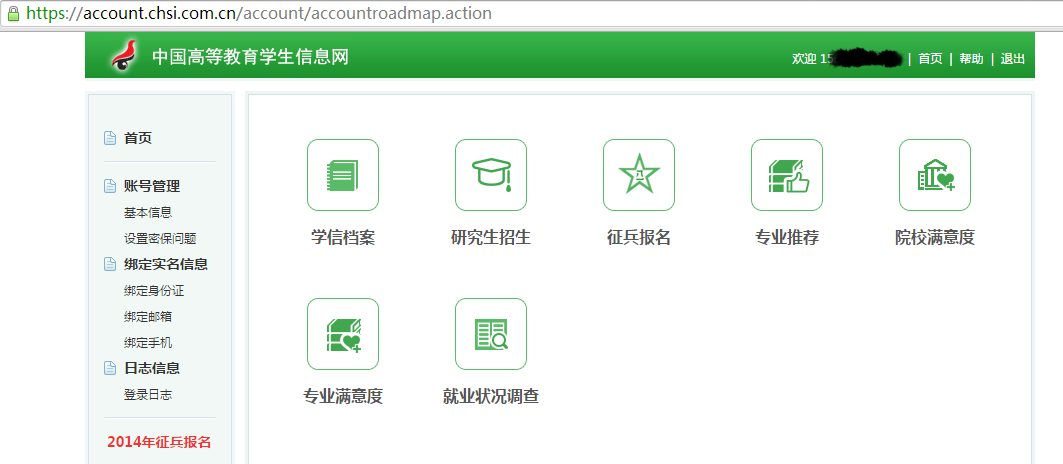 https://account.chsi.com.cn/account/accountroadmap.action
中国高等教育学生信息网
欢迎 15 | 首页 | 帮助 | 退出
首页
账号管理
基本信息
设置密保问题
绑定实名信息
绑定身份证
绑定邮箱
绑定手机
日志信息
登录日志
2014年征兵报名
学信档案 研究生招生 征兵报名 专业推荐 院校满意度
专业满意度 就业状况调查